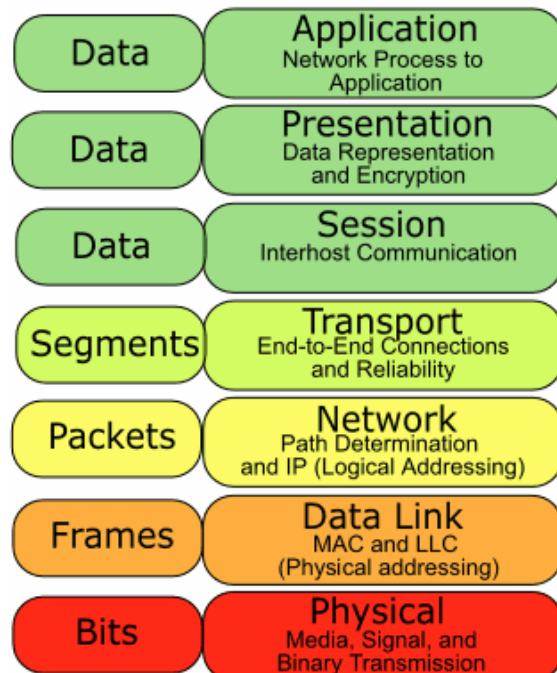 Data
Application
Network Process to
Application
Data
Presentation
Data Representation
and Encryption
Data
Session
Interhost Communication
Segments
Transport
End-to-End Connections
and Reliability
Packets
Network
Path Determination
and IP (Logical Addressing)
Frames
Data Link
MAC and LLC
(Physical addressing)
Bits
Physical
Media, Signal, and
Binary Transmission